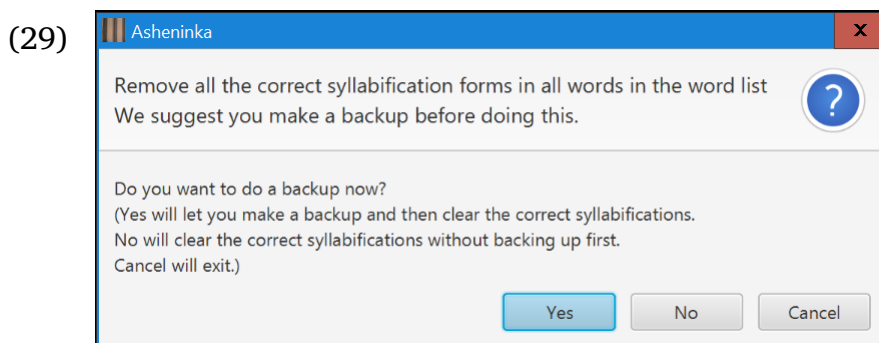 (29)
Asheninka
x
Remove all the correct syllabification forms in all words in the word list
We suggest you make a backup before doing this.
?
Do you want to do a backup now?
(Yes will let you make a backup and then clear the correct syllabifications.
No will clear the correct syllabifications without backing up first.
Cancel will exit.)
Yes No Cancel